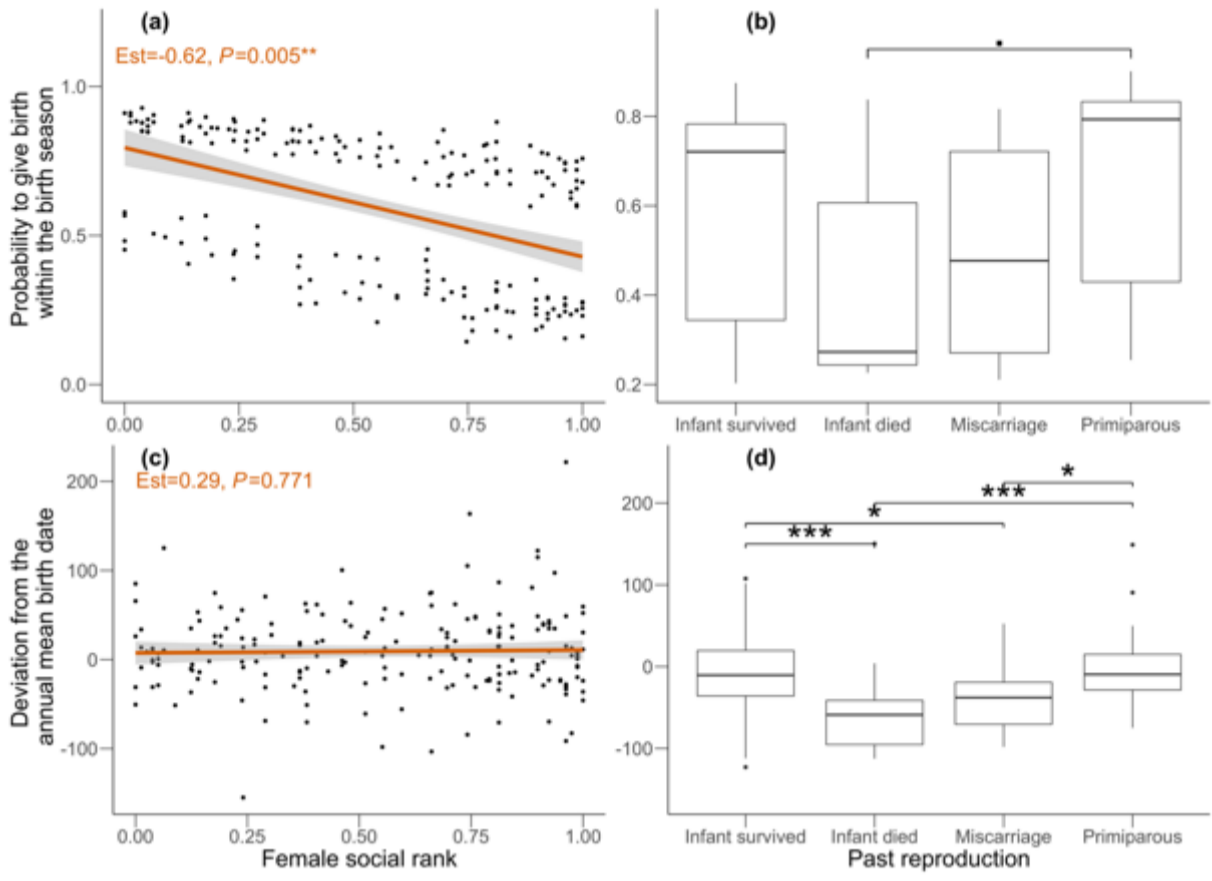 (a)
Est=-0.62, P=0.005**
Probability to give birth
within the birth season
1.0
0.5
0.0
0.00 0.25 0.50 0.75 1.00
(b)
0.8
0.6
0.4
0.2
Infant survived Infant died Miscarriage Primiparous
(c)
Est=0.29, P=0.771
Deviation from the
annual mean birth date
200
100
0
-100
0.00 0.25 0.50 0.75 1.00
Female social rank
(d)
*
***
*
***
200
100
0
-100
Infant survived Infant died Miscarriage Primiparous
Past reproduction